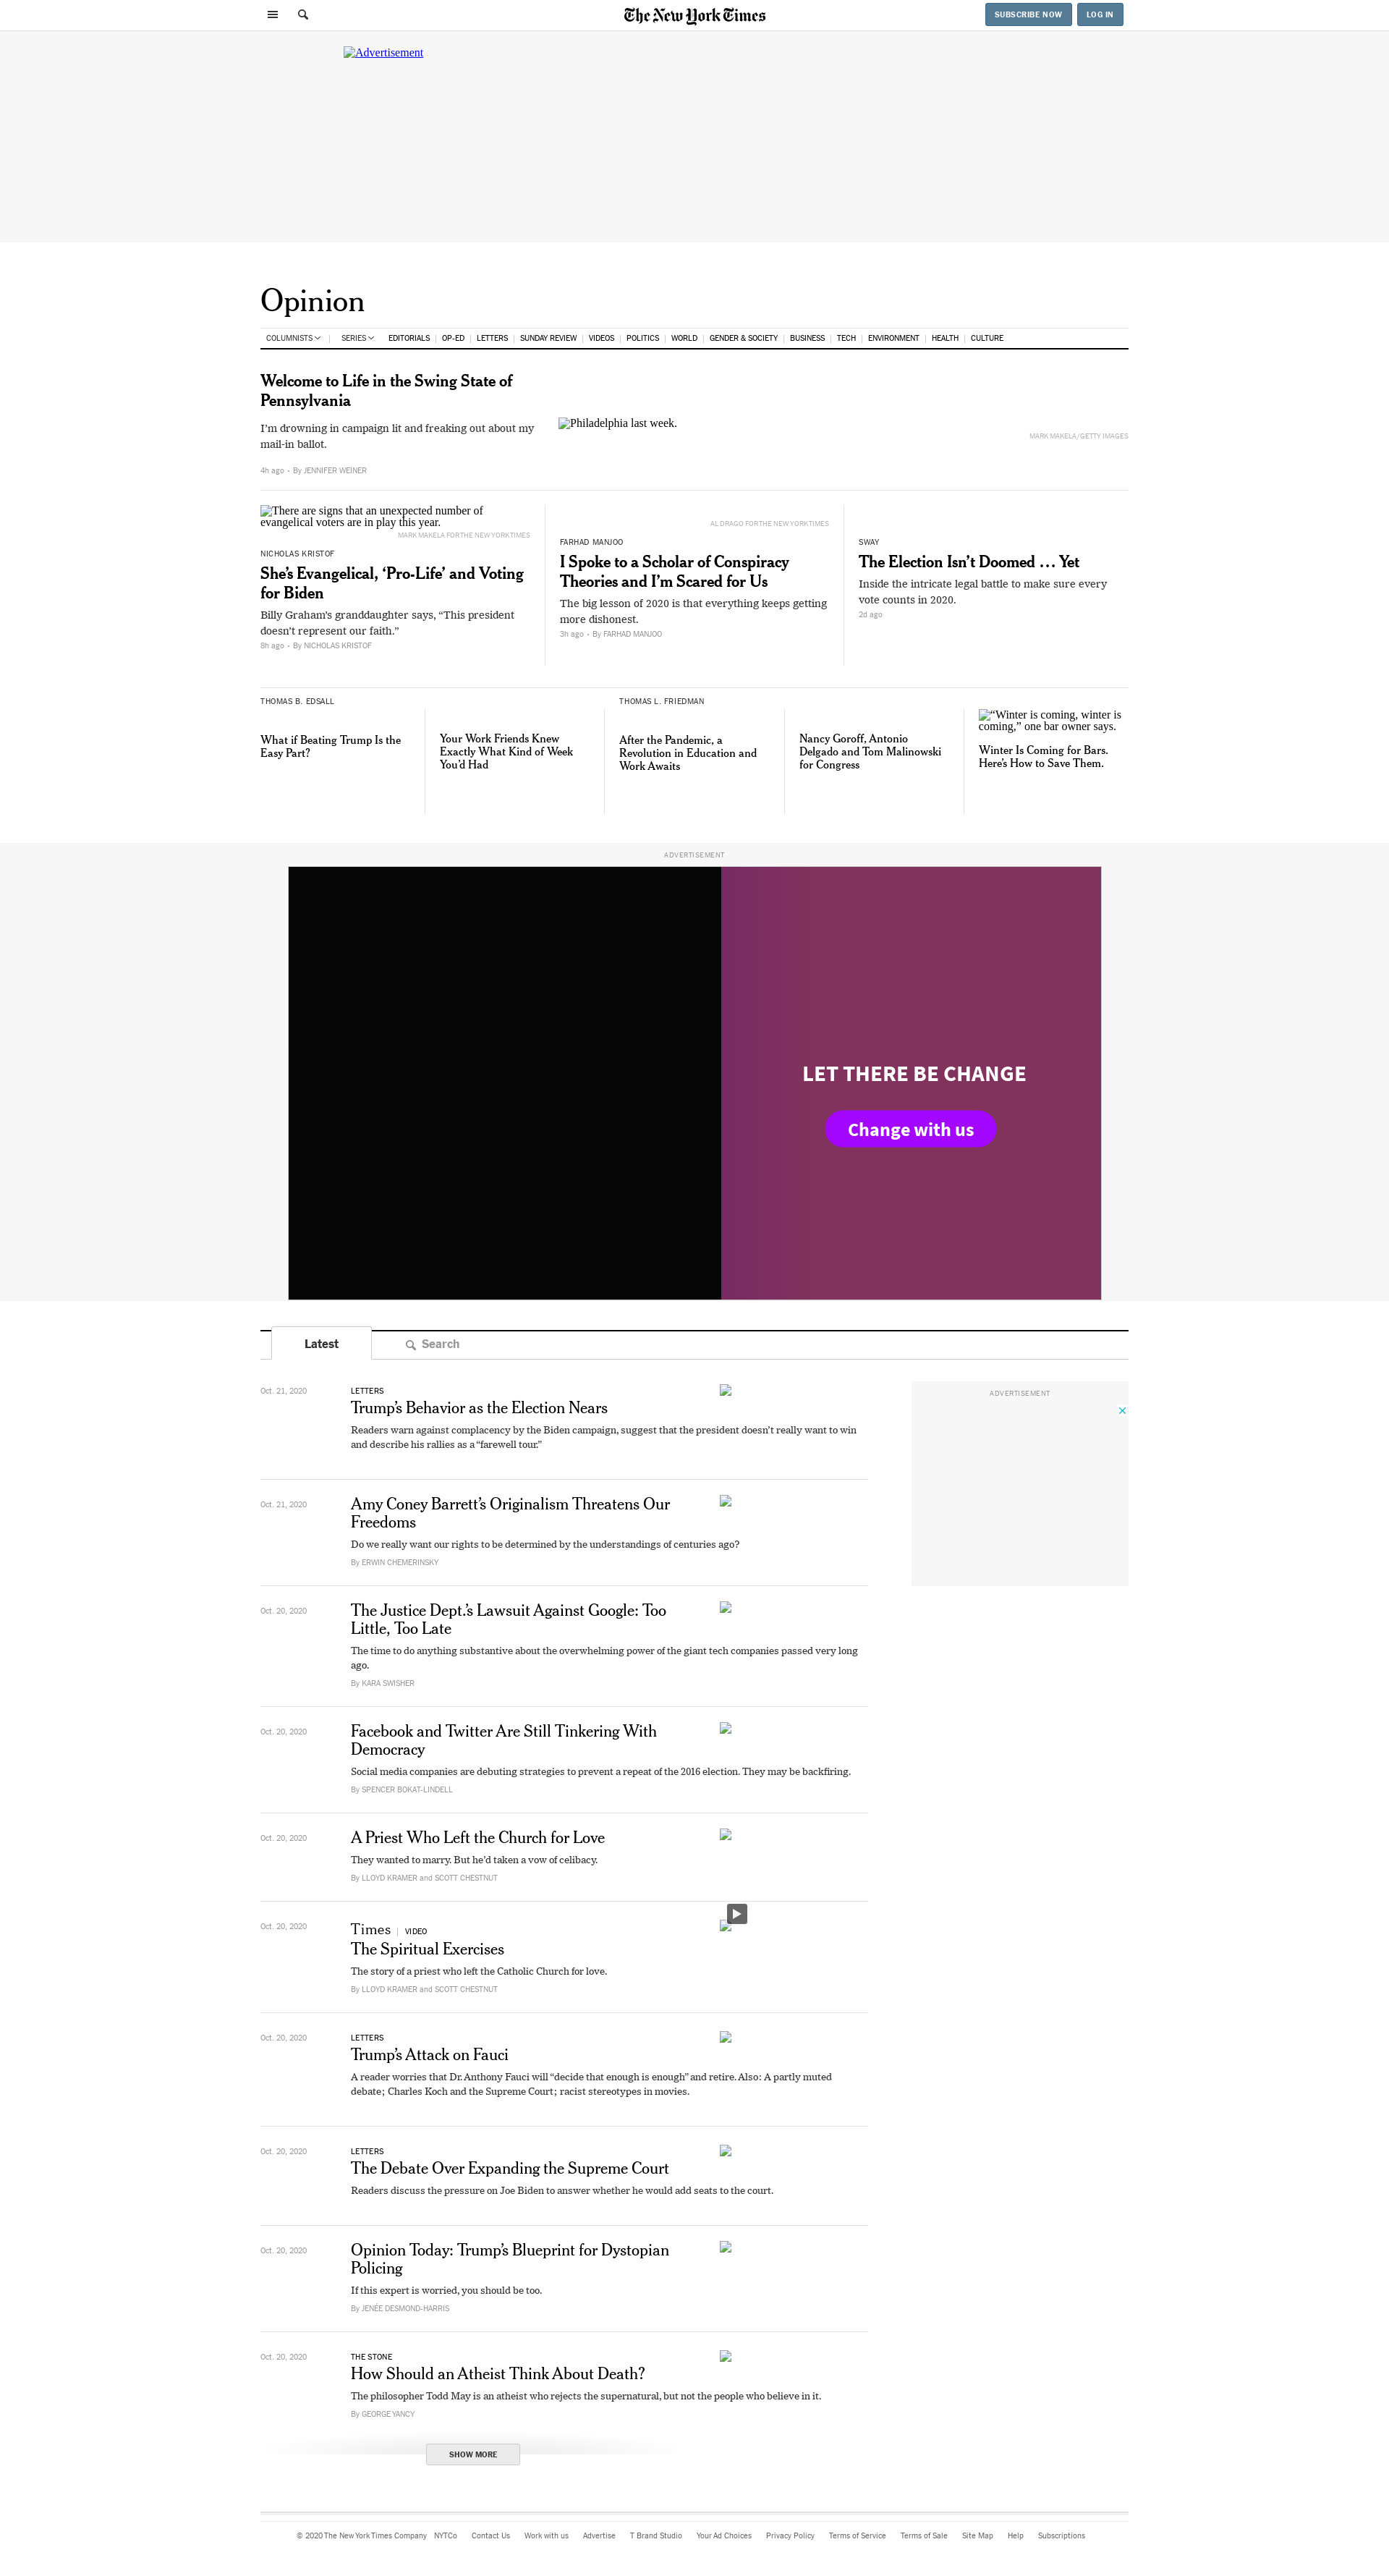 The New York Times
SUBSCRIBE NOW
LOG IN
Advertisement
Opinion
COLUMNISTS
SERIES
EDITORIALS
OP-ED
LETTERS
SUNDAY REVIEW
VIDEOS
POLITICS
WORLD
GENDER & SOCIETY
BUSINESS
TECH
ENVIRONMENT
HEALTH
CULTURE
Welcome to Life in the Swing State of
Pennsylvania
I’m drowning in campaign lit and freaking out about my
mail-in ballot.
4h ago • By JENNIFER WEINER
Philadelphia last week.
MARK MAKELA/GETTY IMAGES
There are signs that an unexpected number of
evangelical voters are in play this year.
MARK MAKELA FOR THE NEW YORK TIMES
NICHOLAS KRISTOF
She’s Evangelical, ‘Pro-Life’ and Voting
for Biden
Billy Graham’s granddaughter says, “This president
doesn’t represent our faith.”
8h ago • By NICHOLAS KRISTOF
AL DRAGO FOR THE NEW YORK TIMES
FARHAD MANJOO
I Spoke to a Scholar of Conspiracy
Theories and I’m Scared for Us
The big lesson of 2020 is that everything keeps getting
more dishonest.
3h ago • By FARHAD MANJOO
SWAY
The Election Isn’t Doomed … Yet
Inside the intricate legal battle to make sure every
vote counts in 2020.
2d ago
THOMAS B. EDSALL
What if Beating Trump Is the
Easy Part?
Your Work Friends Knew
Exactly What Kind of Week
You’d Had
THOMAS L. FRIEDMAN
After the Pandemic, a
Revolution in Education and
Work Awaits
Nancy Goroff, Antonio
Delgado and Tom Malinowski
for Congress
“Winter is coming, winter is
coming,” one bar owner says.
Winter Is Coming for Bars.
Here’s How to Save Them.
ADVERTISEMENT
LET THERE BE CHANGE
Change with us
Latest
Search
ADVERTISEMENT
Oct. 21, 2020
LETTERS
Trump’s Behavior as the Election Nears
Readers warn against complacency by the Biden campaign, suggest that the president doesn’t really want to win
and describe his rallies as a “farewell tour.”
Oct. 21, 2020
Amy Coney Barrett’s Originalism Threatens Our
Freedoms
Do we really want our rights to be determined by the understandings of centuries ago?
By ERWIN CHEMERINSKY
Oct. 20, 2020
The Justice Dept.’s Lawsuit Against Google: Too
Little, Too Late
The time to do anything substantive about the overwhelming power of the giant tech companies passed very long
ago.
By KARA SWISHER
Oct. 20, 2020
Facebook and Twitter Are Still Tinkering With
Democracy
Social media companies are debuting strategies to prevent a repeat of the 2016 election. They may be backfiring.
By SPENCER BOKAT-LINDELL
Oct. 20, 2020
A Priest Who Left the Church for Love
They wanted to marry. But he’d taken a vow of celibacy.
By LLOYD KRAMER and SCOTT CHESTNUT
Oct. 20, 2020
Times | VIDEO
The Spiritual Exercises
The story of a priest who left the Catholic Church for love.
By LLOYD KRAMER and SCOTT CHESTNUT
Oct. 20, 2020
LETTERS
Trump’s Attack on Fauci
A reader worries that Dr. Anthony Fauci will “decide that enough is enough” and retire. Also: A partly muted
debate; Charles Koch and the Supreme Court; racist stereotypes in movies.
Oct. 20, 2020
LETTERS
The Debate Over Expanding the Supreme Court
Readers discuss the pressure on Joe Biden to answer whether he would add seats to the court.
Oct. 20, 2020
Opinion Today: Trump’s Blueprint for Dystopian
Policing
If this expert is worried, you should be too.
By JENÉE DESMOND-HARRIS
Oct. 20, 2020
THE STONE
How Should an Atheist Think About Death?
The philosopher Todd May is an atheist who rejects the supernatural, but not the people who believe in it.
By GEORGE YANCY
SHOW MORE
© 2020 The New York Times Company
NYTCo
Contact Us
Work with us
Advertise
T Brand Studio
Your Ad Choices
Privacy Policy
Terms of Service
Terms of Sale
Site Map
Help
Subscriptions